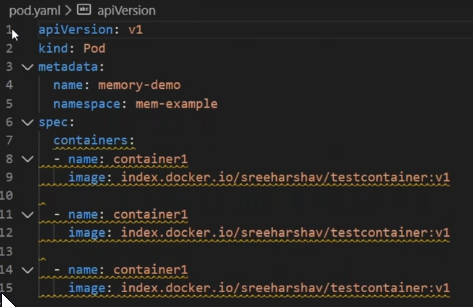 pod.yaml > abc apiVersion
1 apiVersion: v1
2 kind: Pod
3 metadata:
4 name: memory-demo
5 namespace: mem-example
6 spec:
7 containers:
8 - name: container1
9 image: index.docker.io/sreeharshav/testcontainer:v1
10
11 - name: container1
12 image: index.docker.io/sreeharshav/testcontainer:v1
13
14 - name: container1
15 image: index.docker.io/sreeharshav/testcontainer:v1